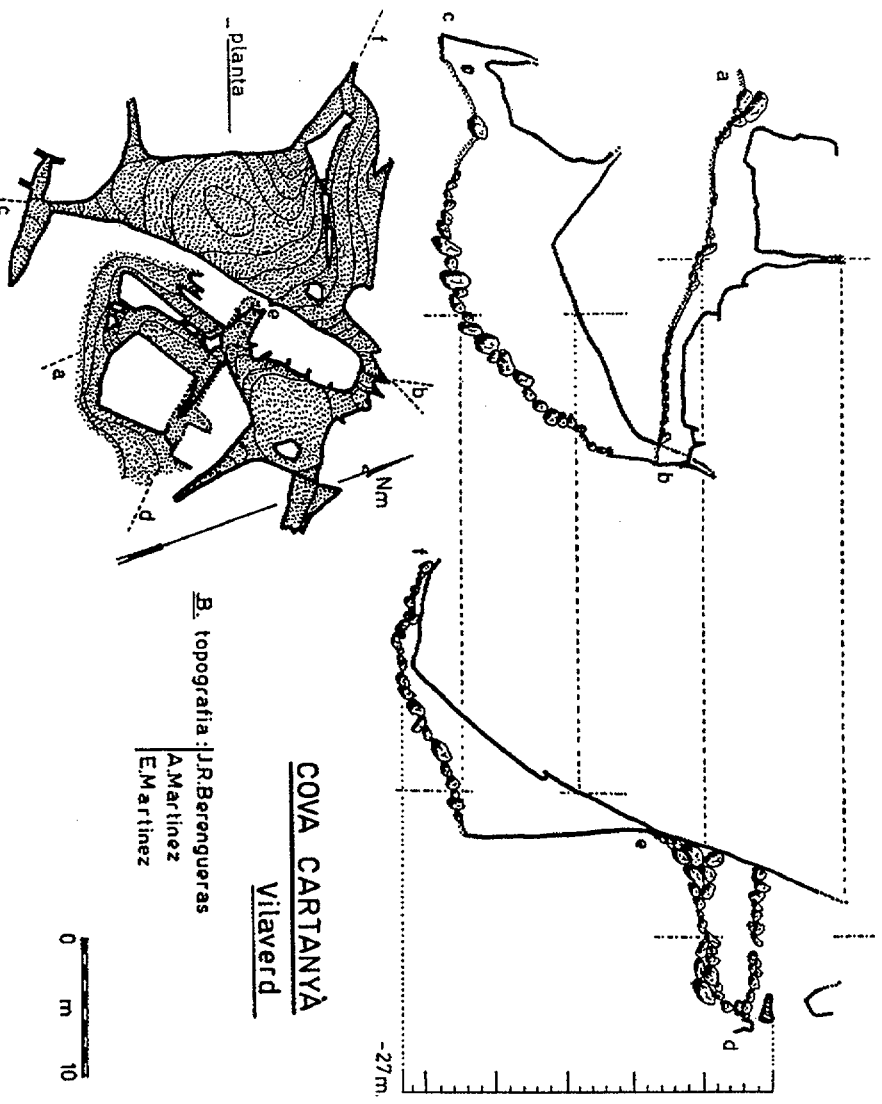 COVA CARTANYÀ
Vilaverd
B. topografia: J.R.Berengueras
A.Martinez
E.Martinez
planta
f
c
a
e
b
d
Nm
c
a
b
f
e
d
-27m.
0 m 10